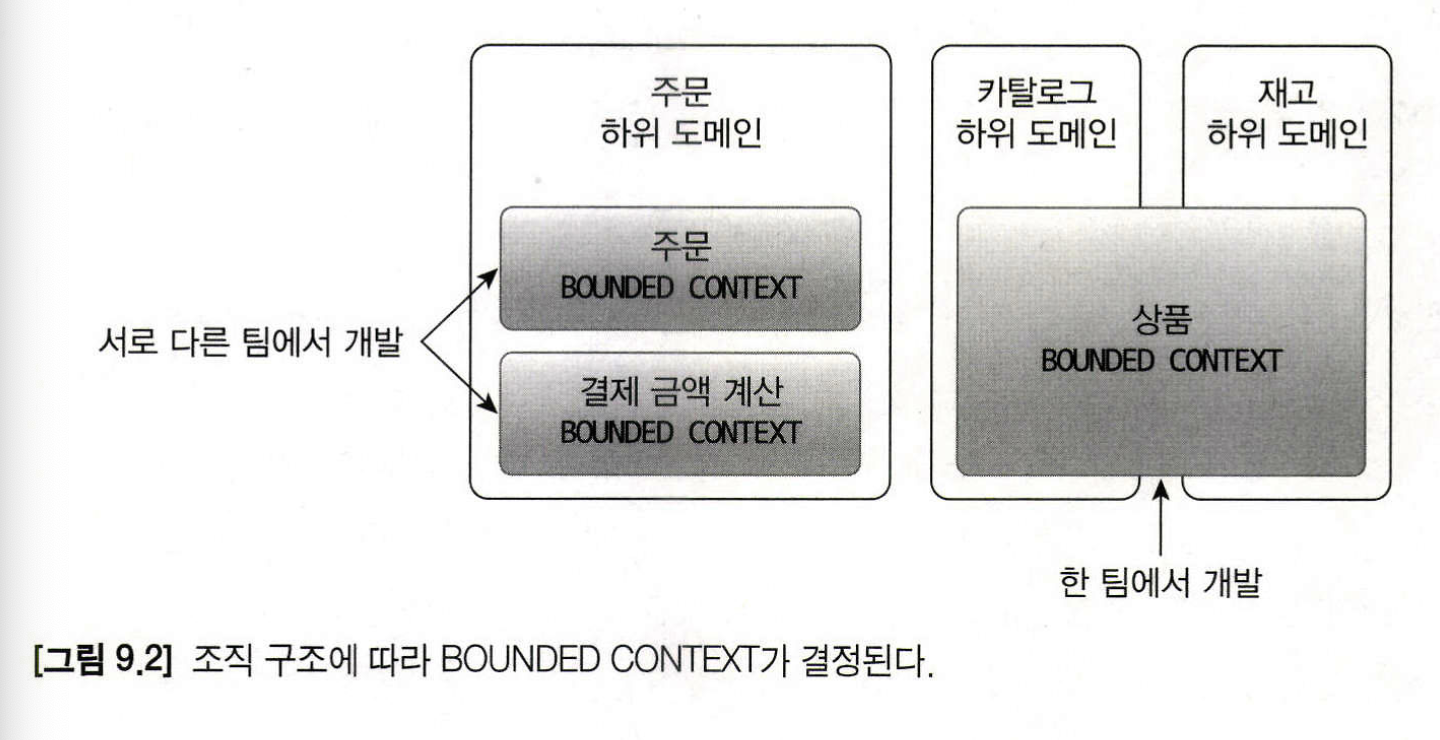 주문
하위 도메인
카탈로그
하위 도메인
재고
하위 도메인
주문
BOUNDED CONTEXT
서로 다른 팀에서 개발
결제 금액 계산
BOUNDED CONTEXT
상품
BOUNDED CONTEXT
한 팀에서 개발
[그림 9.2] 조직 구조에 따라 BOUNDED CONTEXT가 결정된다.